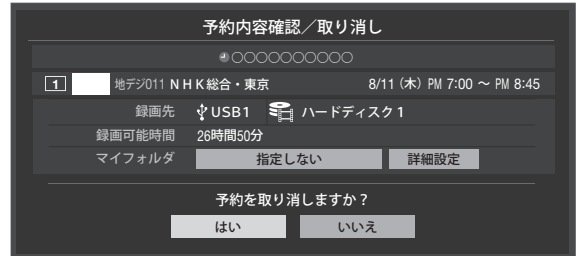 予約内容確認／取り消し
○○○○○○○○○○
1 地デジ011 NHK総合・東京 8/11（木）PM 7:00 ～ PM 8:45
録画先 USB1 ハードディスク1
録画可能時間 26時間50分
マイフォルダ 指定しない 詳細設定
予約を取り消しますか？
はい いいえ